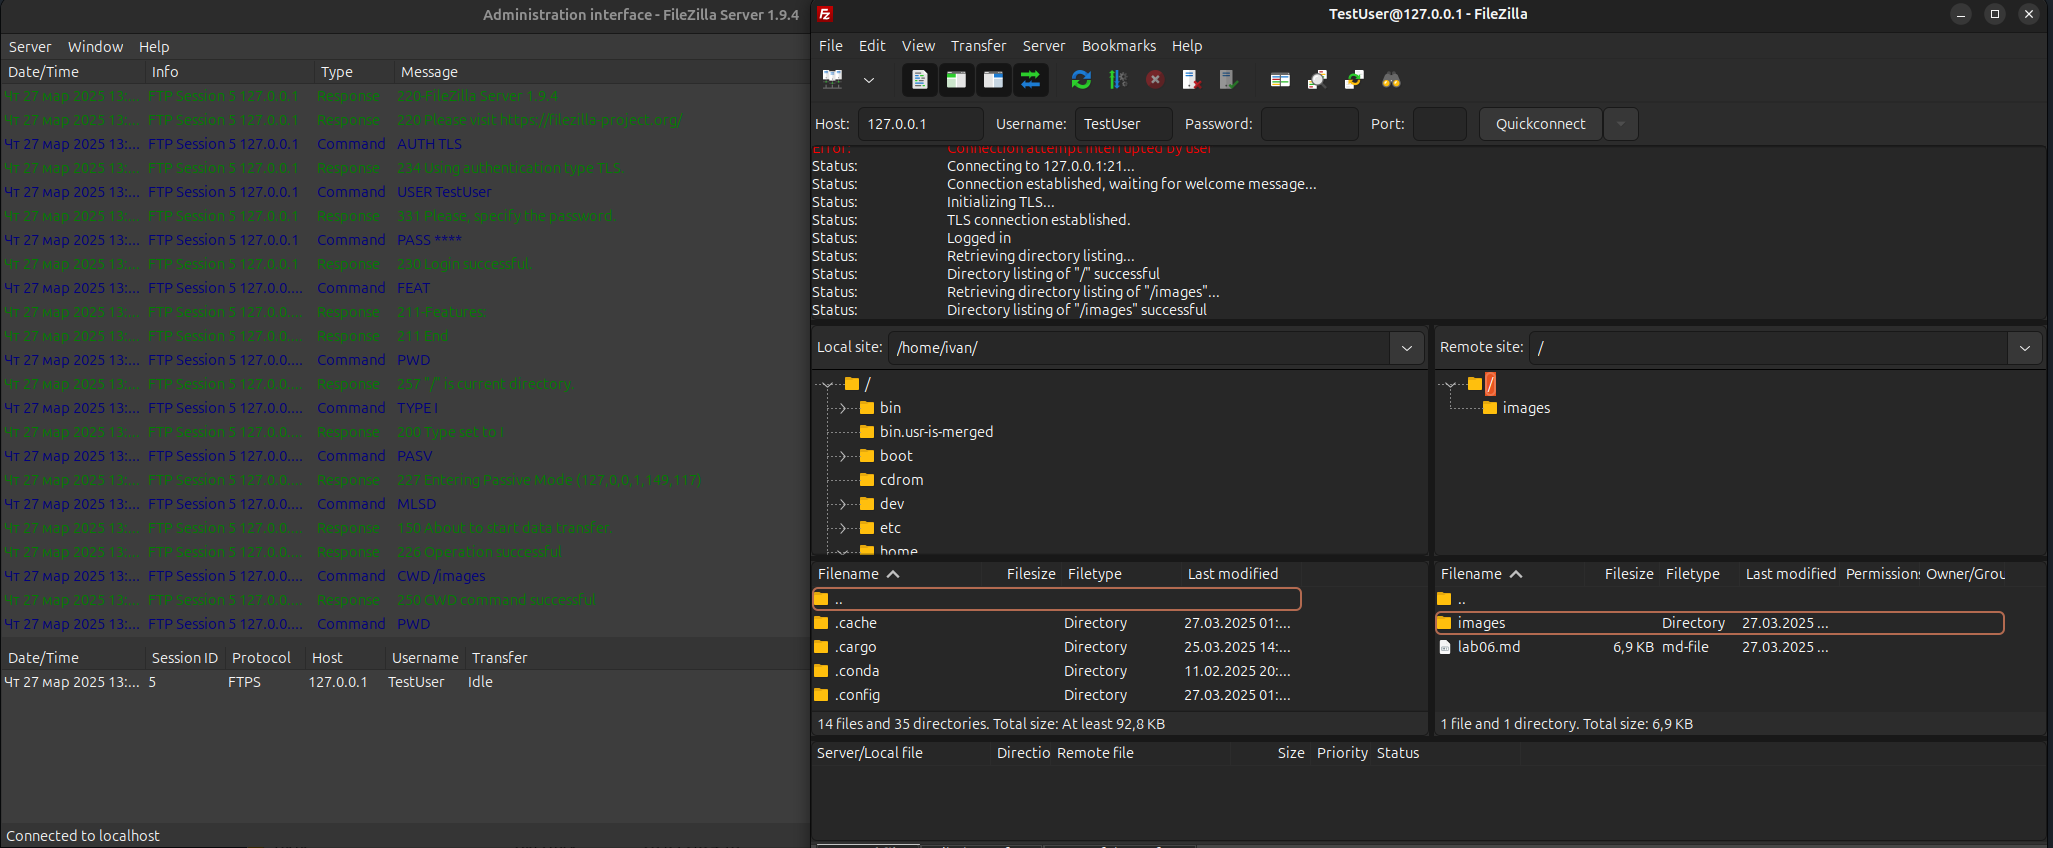 Administration interface - FileZilla Server 1.9.4
Server Window Help
Date/Time Info Type Message
Чт 27 мар 2025 13:... FTP Session 5 127.0.0.1 Response 220-FileZilla Server 1.9.4
Чт 27 мар 2025 13:... FTP Session 5 127.0.0.1 Response 220 Please visit https://filezilla-project.org/
Чт 27 мар 2025 13:... FTP Session 5 127.0.0.1 Command AUTH TLS
Чт 27 мар 2025 13:... FTP Session 5 127.0.0.1 Response 234 Using authentication type TLS.
Чт 27 мар 2025 13:... FTP Session 5 127.0.0.1 Command USER TestUser
Чт 27 мар 2025 13:... FTP Session 5 127.0.0.1 Response 331 Please, specify the password.
Чт 27 мар 2025 13:... FTP Session 5 127.0.0.1 Command PASS ****
Чт 27 мар 2025 13:... FTP Session 5 127.0.0.1 Response 230 Login successful.
Чт 27 мар 2025 13:... FTP Session 5 127.0.0.... Command FEAT
Чт 27 мар 2025 13:... FTP Session 5 127.0.0.... Response 211-Features:
Чт 27 мар 2025 13:... FTP Session 5 127.0.0.... Response 211 End
Чт 27 мар 2025 13:... FTP Session 5 127.0.0.... Command PWD
Чт 27 мар 2025 13:... FTP Session 5 127.0.0.... Response 257 "/" is current directory.
Чт 27 мар 2025 13:... FTP Session 5 127.0.0.... Command TYPE I
Чт 27 мар 2025 13:... FTP Session 5 127.0.0.... Response 200 Type set to I
Чт 27 мар 2025 13:... FTP Session 5 127.0.0.... Command PASV
Чт 27 мар 2025 13:... FTP Session 5 127.0.0.... Response 227 Entering Passive Mode (127,0,0,1,149,117)
Чт 27 мар 2025 13:... FTP Session 5 127.0.0.... Command MLSD
Чт 27 мар 2025 13:... FTP Session 5 127.0.0.... Response 150 About to start data transfer.
Чт 27 мар 2025 13:... FTP Session 5 127.0.0.... Response 226 Operation successful
Чт 27 мар 2025 13:... FTP Session 5 127.0.0.... Command CWD /images
Чт 27 мар 2025 13:... FTP Session 5 127.0.0.... Response 250 CWD command successful
Чт 27 мар 2025 13:... FTP Session 5 127.0.0.... Command PWD
Date/Time Session ID Protocol Host Username Transfer
Чт 27 мар 2025 13:... 5 FTPS 127.0.0.1 TestUser Idle
Connected to localhost
TestUser@127.0.0.1 - FileZilla
File Edit View Transfer Server Bookmarks Help
Host: 127.0.0.1 Username: TestUser Password: Port: Quickconnect
Error: Connection attempt interrupted by user
Status: Connecting to 127.0.0.1:21...
Status: Connection established, waiting for welcome message...
Status: Initializing TLS...
Status: TLS connection established.
Status: Logged in
Status: Retrieving directory listing...
Status: Directory listing of "/" successful
Status: Retrieving directory listing of "/images"...
Status: Directory listing of "/images" successful
Local site: /home/ivan/
/
bin
bin.usr-is-merged
boot
cdrom
dev
etc
home
Filename Filesize Filetype Last modified
..
.cache Directory 27.03.2025 01:...
.cargo Directory 25.03.2025 14:...
.conda Directory 11.02.2025 20:...
.config Directory 27.03.2025 01:...
14 files and 35 directories. Total size: At least 92,8 KB
Remote site: /
/
images
Filename Filesize Filetype Last modified Permissions Owner/Grou
..
images Directory 27.03.2025 ...
lab06.md 6,9 KB md-file 27.03.2025 ...
1 file and 1 directory. Total size: 6,9 KB
Server/Local file Directio Remote file Size Priority Status